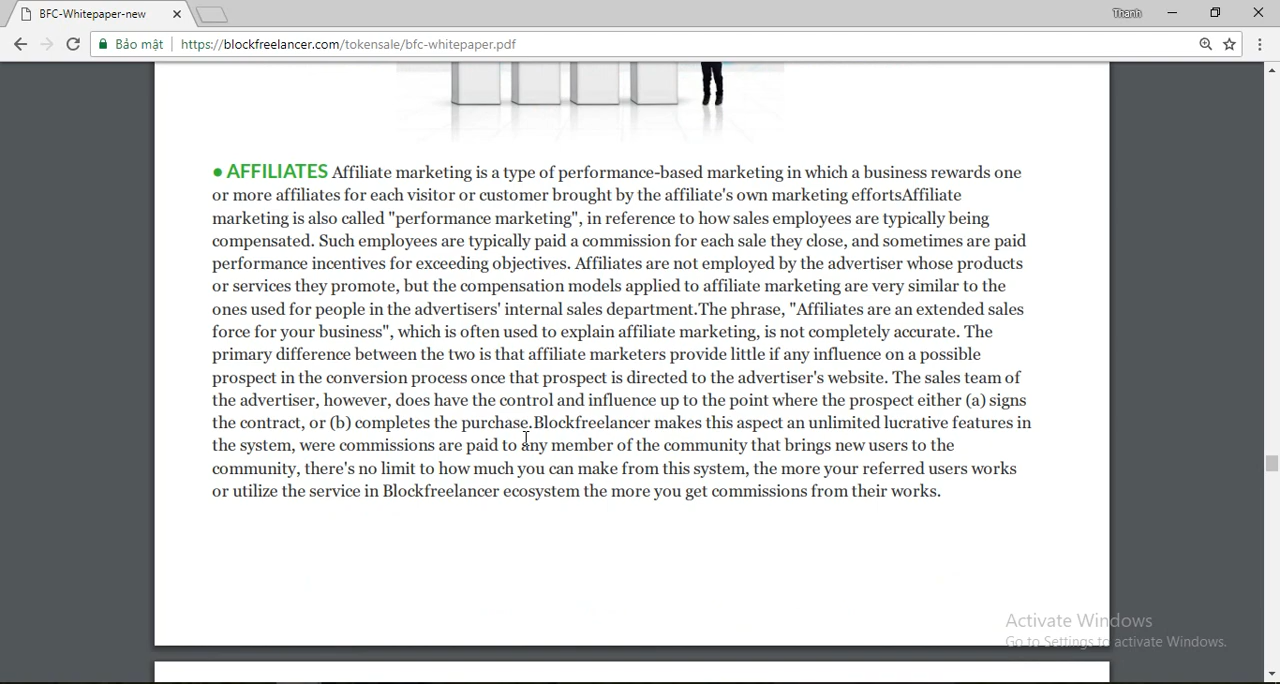 BFC-Whitepaper-new
Thanh
Bảo mật
https://blockfreelancer.com/tokensale/bfc-whitepaper.pdf
• AFFILIATES Affiliate marketing is a type of performance-based marketing in which a business rewards one
or more affiliates for each visitor or customer brought by the affiliate's own marketing effortsAffiliate
marketing is also called "performance marketing", in reference to how sales employees are typically being
compensated. Such employees are typically paid a commission for each sale they close, and sometimes are paid
performance incentives for exceeding objectives. Affiliates are not employed by the advertiser whose products
or services they promote, but the compensation models applied to affiliate marketing are very similar to the
ones used for people in the advertisers' internal sales department.The phrase, "Affiliates are an extended sales
force for your business", which is often used to explain affiliate marketing, is not completely accurate. The
primary difference between the two is that affiliate marketers provide little if any influence on a possible
prospect in the conversion process once that prospect is directed to the advertiser's website. The sales team of
the advertiser, however, does have the control and influence up to the point where the prospect either (a) signs
the contract, or (b) completes the purchase.Blockfreelancer makes this aspect an unlimited lucrative features in
the system, were commissions are paid to any member of the community that brings new users to the
community, there's no limit to how much you can make from this system, the more your referred users works
or utilize the service in Blockfreelancer ecosystem the more you get commissions from their works.
Activate Windows
Go to Settings to activate Windows.